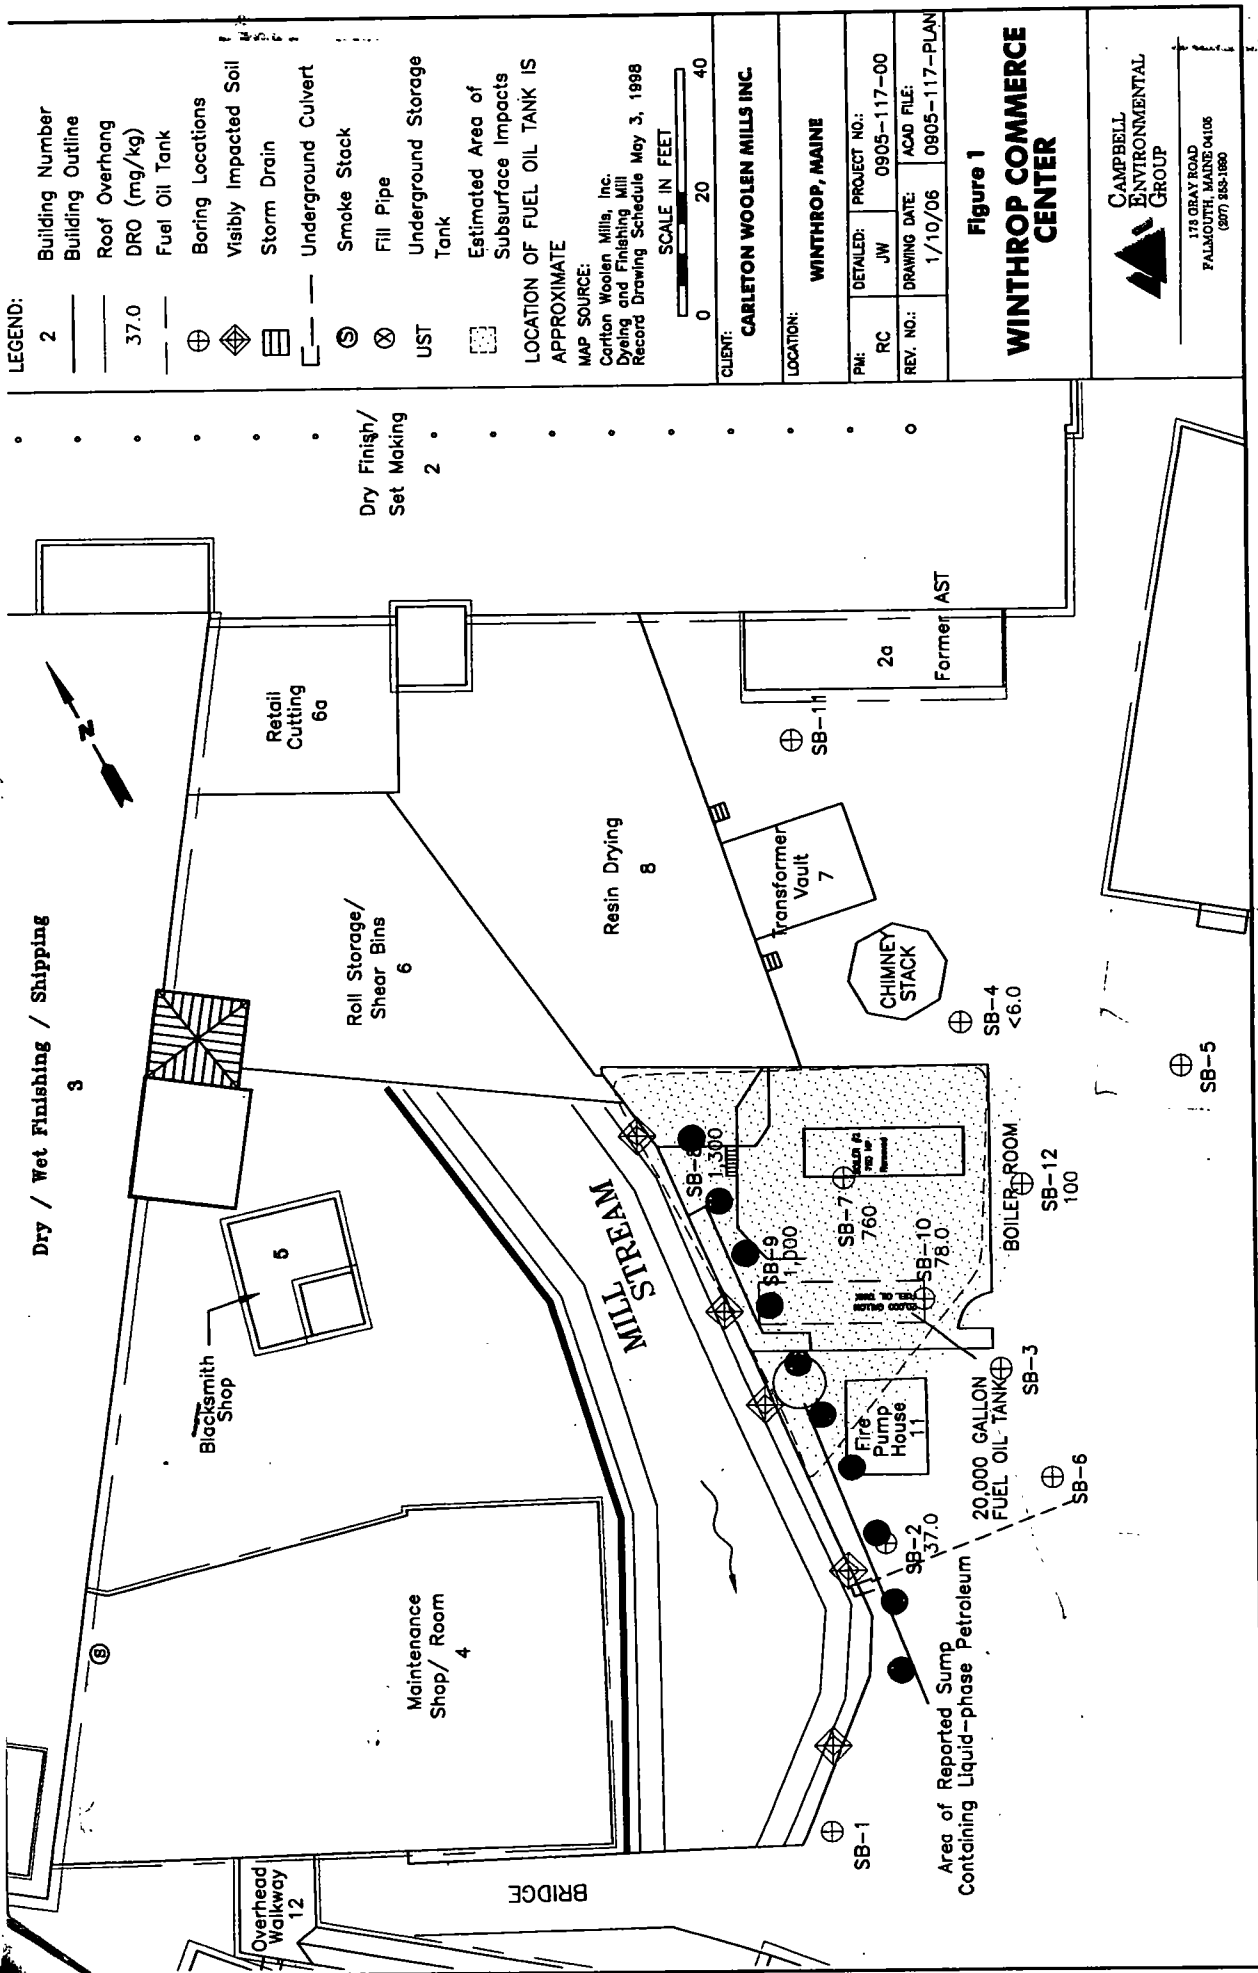 LEGEND:
2 Building Number
Building Outline
Roof Overhang
37.0 DRO (mg/kg)
Fuel Oil Tank
Boring Locations
Visibly Impacted Soil
Storm Drain
Underground Culvert
S Smoke Stack
Fill Pipe
UST Underground Storage
Tank
Estimated Area of
Subsurface Impacts
LOCATION OF FUEL OIL TANK IS
APPROXIMATE
MAP SOURCE:
Carlton Woolen Mills, Inc.
Dyeing and Finishing Mill
Record Drawing Schedule May 3, 1998
SCALE IN FEET
0 20 40
CLIENT:
CARLETON WOOLEN MILLS INC.
LOCATION:
WINTHROP, MAINE
PM: RC
DETAILED: JW
PROJECT NO.: 0905-117-00
REV. NO.:
DRAWING DATE: 1/10/06
ACAD FILE: 0905-117-PLAN
Figure 1
WINTHROP COMMERCE
CENTER
CAMPBELL
ENVIRONMENTAL
GROUP
173 GRAY ROAD
FALMOUTH, MAINE 04105
Dry / Wet Finishing / Shipping
3
N
Dry Finish/
Set Making
2
Retail
Cutting
6a
Roll Storage/
Shear Bins
6
Resin Drying
8
2a
Former AST
SB-11
Transformer
Vault
7
CHIMNEY
STACK
SB-4
<6.0
SB-5
Blacksmith
Shop
5
MILL
STREAM
SB-8
1,300
SB-9
1,000
SB-7
760
SB-10
78.0
BOILER ROOM
SB-12
100
20,000 GALLON
FUEL OIL TANK
SB-3
20,000 GALLON
FUEL OIL TANK
Fire
Pump
House
11
SB-6
SB-2
37.0
Area of Reported Sump
Containing Liquid-phase Petroleum
SB-1
Maintenance
Shop/ Room
4
S
Overhead
Walkway
12
BRIDGE